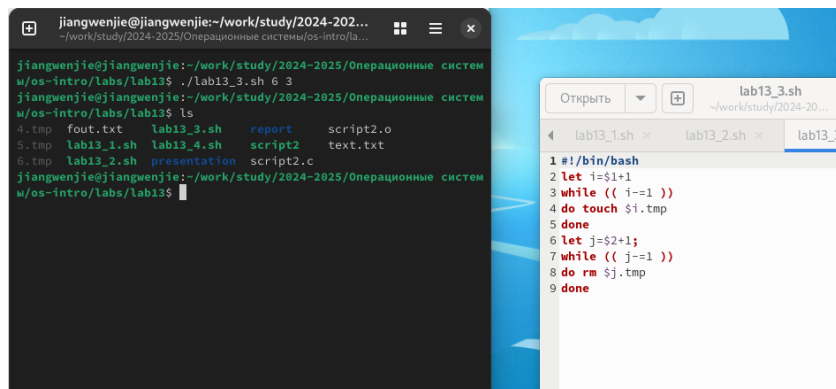 jiangwenjie@jiangwenjie:~/work/study/2024-202...
~/work/study/2024-2025/Операционные системы/os-intro/la...
jiangwenjie@jiangwenjie:~/work/study/2024-2025/Операционные систем
ы/os-intro/labs/lab13$ ./lab13_3.sh 6 3
jiangwenjie@jiangwenjie:~/work/study/2024-2025/Операционные систем
ы/os-intro/labs/lab13$ ls
4.tmp fout.txt lab13_3.sh report script2.o
5.tmp lab13_1.sh lab13_4.sh script2 text.txt
6.tmp lab13_2.sh presentation script2.c
jiangwenjie@jiangwenjie:~/work/study/2024-2025/Операционные систем
ы/os-intro/labs/lab13$
Открыть
lab13_3.sh
~/work/study/2024-20...
lab13_1.sh × lab13_2.sh × lab13_
1 #!/bin/bash
2 let i=$1+1
3 while (( i-=1 ))
4 do touch $i.tmp
5 done
6 let j=$2+1;
7 while (( j-=1 ))
8 do rm $j.tmp
9 done